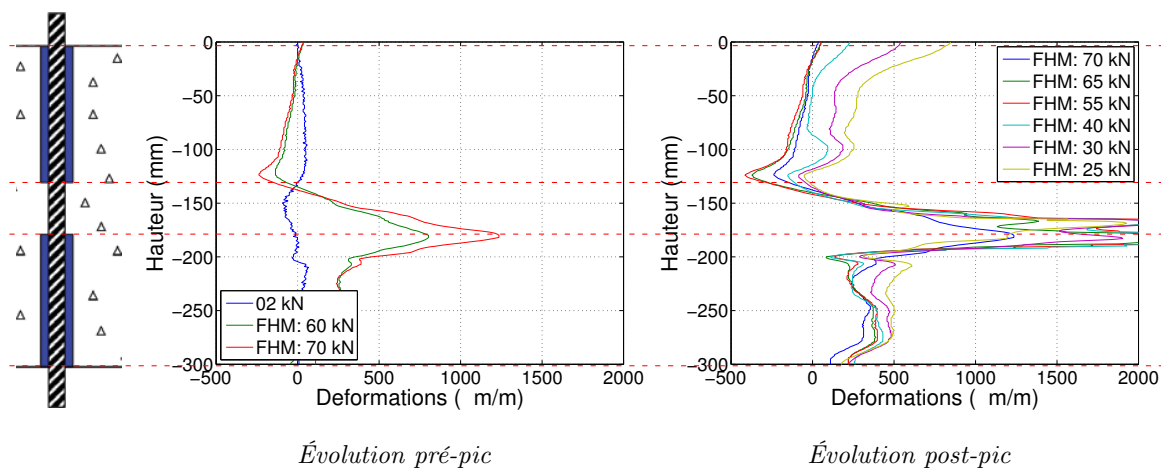 0
−50
−100
−150
−200
−250
−300
Hauteur (mm)
02 kN
FHM: 60 kN
FHM: 70 kN
−500 0 500 1000 1500 2000
Deformations ( m/m)
Évolution pré-pic
0
−50
−100
−150
−200
−250
−300
Hauteur (mm)
FHM: 70 kN
FHM: 65 kN
FHM: 55 kN
FHM: 40 kN
FHM: 30 kN
FHM: 25 kN
−500 0 500 1000 1500 2000
Deformations ( m/m)
Évolution post-pic